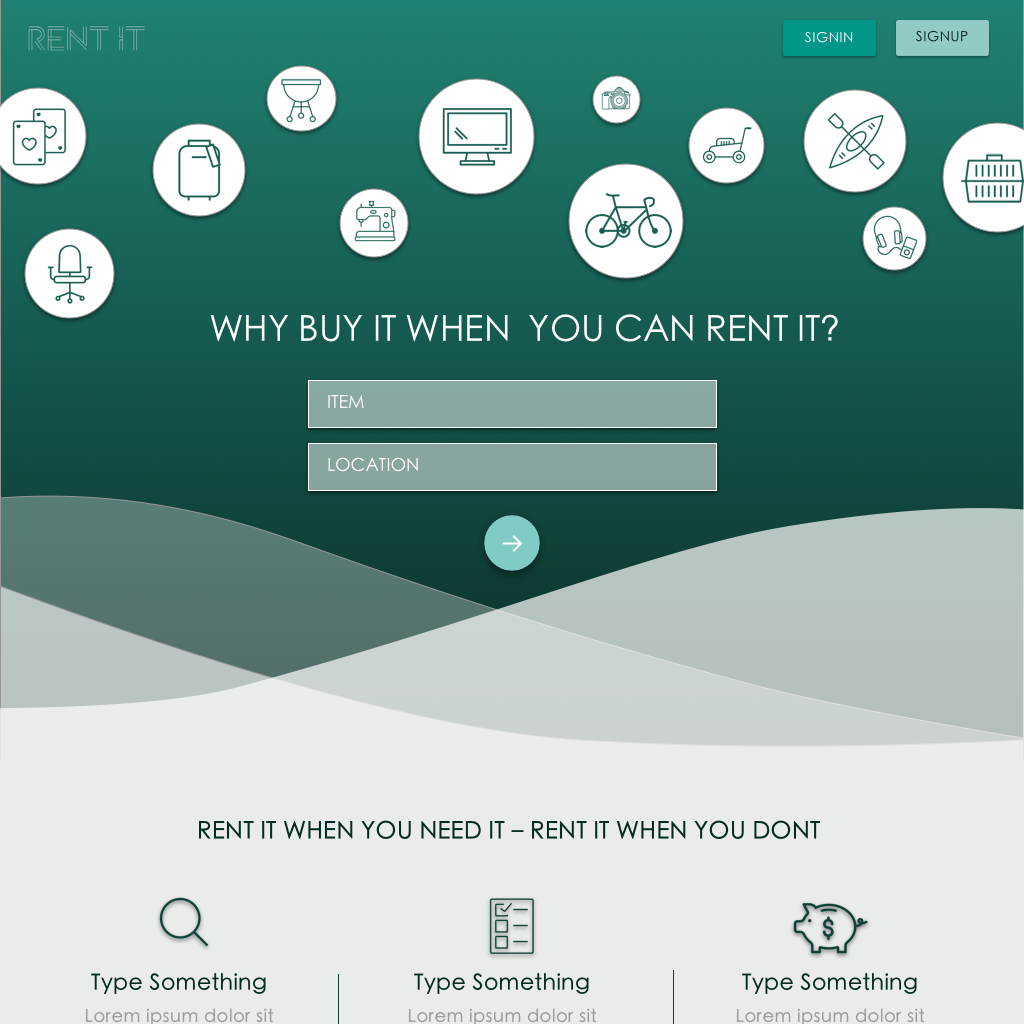 RENT IT
SIGNIN
SIGNUP
WHY BUY IT WHEN  YOU CAN RENT IT?
ITEM
LOCATION
RENT IT WHEN YOU NEED IT – RENT IT WHEN YOU DONT
$
Type Something
Type Something
Type Something
Lorem ipsum dolor sit
Lorem ipsum dolor sit
Lorem ipsum dolor sit